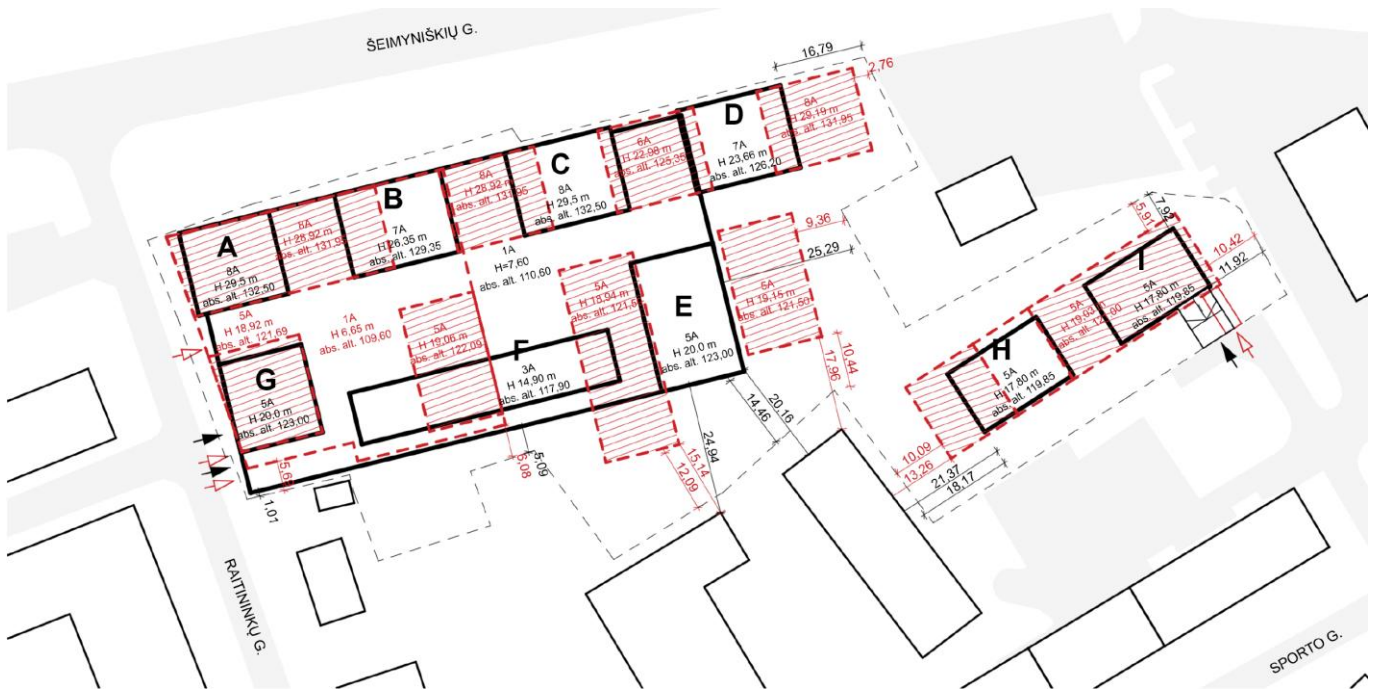 ŠEIMYNIŠKIŲ G.
16,79
2,76
8A
H 29,19 m
abs. alt. 131,95
D
7A
H 23,66 m
abs. alt. 126,20
6A
H 22,98 m
abs. alt. 125,35
C
8A
H 29,5 m
abs. alt. 132,50
8A
H 28,92 m
abs. alt. 131,95
B
7A
H 26,35 m
abs. alt. 129,35
8A
H 28,92 m
abs. alt. 131,95
A
8A
H 29,5 m
abs. alt. 132,50
1A
H=7,60
abs. alt. 110,60
9,36
25,29
5A
H 19,15 m
abs. alt. 121,50
5A
H 18,94 m
E
5A
H 20,0 m
abs. alt. 123,00
5A
H 18,92 m
abs. alt. 121,69
1A
H 6,65 m
abs. alt. 109,60
5A
H 19,06 m
abs. alt. 122,09
F
3A
H 14,90 m
abs. alt. 117,90
G
5A
H 20,0 m
abs. alt. 123,00
7,92
5,91
10,42
11,92
I
5A
H 17,80 m
abs. alt. 119,85
5A
H 19,03 m
H
5A
H 17,80 m
abs. alt. 119,85
10,44
17,96
20,16
14,46
24,94
15,14
12,09
6,08
5,09
1,01
10,09
13,26
21,37
18,17
RAITININKŲ G.
SPORTO G.